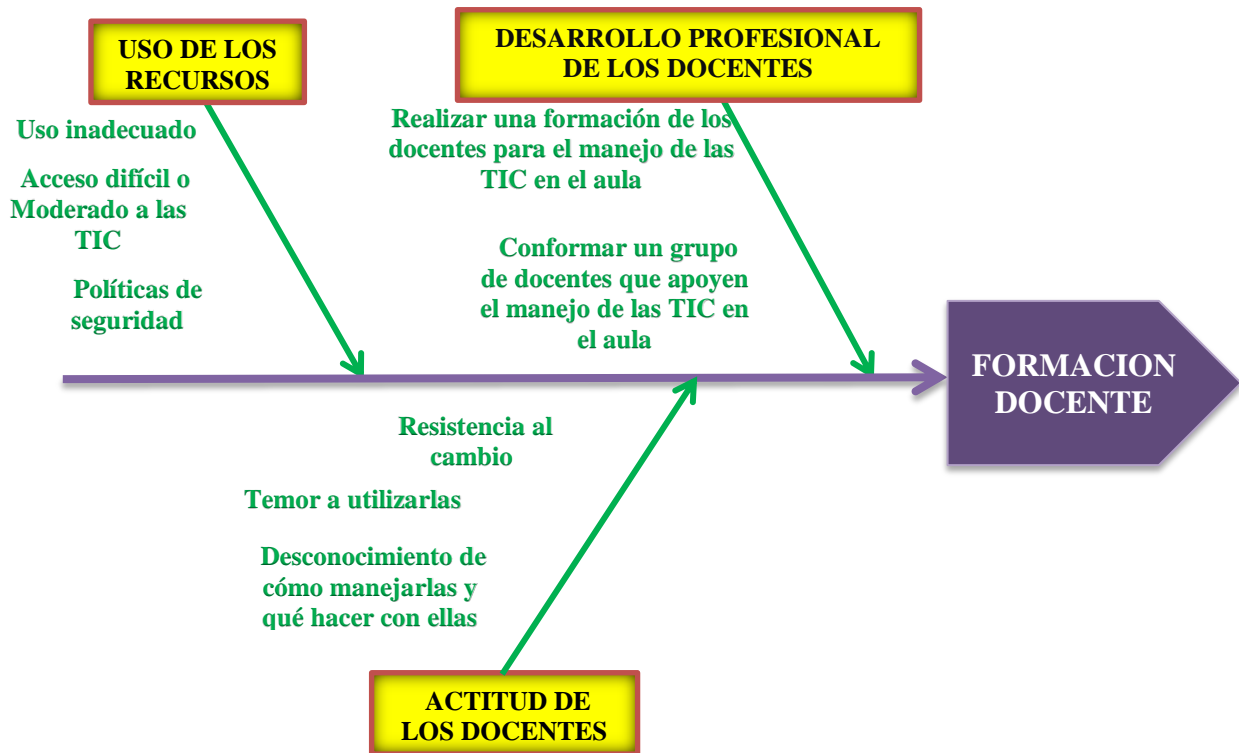 USO DE LOS
RECURSOS
DESARROLLO PROFESIONAL
DE LOS DOCENTES
Uso inadecuado
Acceso difícil o
Moderado a las
TIC
Políticas de
seguridad
Realizar una formación de los
docentes para el manejo de las
TIC en el aula
Conformar un grupo
de docentes que apoyen
el manejo de las TIC en
el aula
FORMACION
DOCENTE
Resistencia al
cambio
Temor a utilizarlas
Desconocimiento de
cómo manejarlas y
qué hacer con ellas
ACTITUD DE
LOS DOCENTES